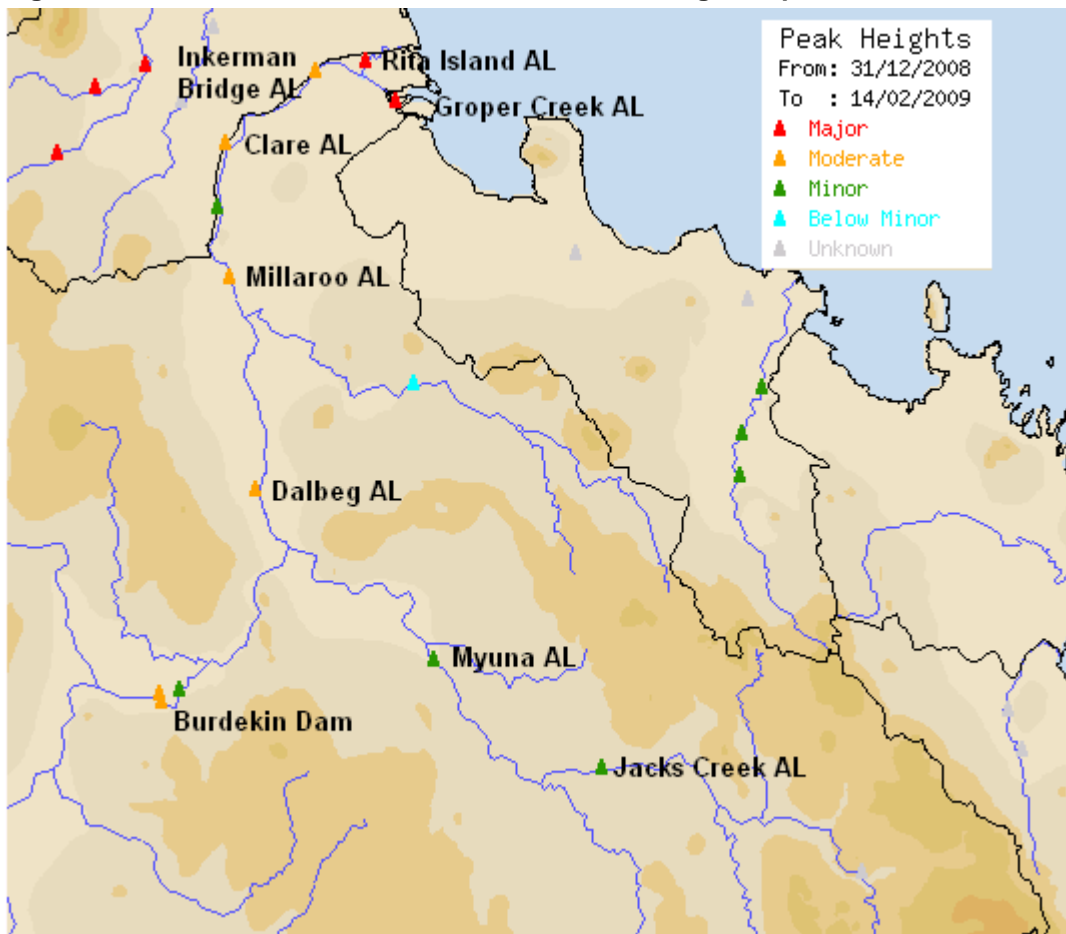 Inkerman
Bridge AL
Rita Island AL
Groper Creek AL
Clare AL
Millaroo AL
Dalbeg AL
Myuna AL
Burdekin Dam
Jacks Creek AL
Peak Heights
From: 31/12/2008
To : 14/02/2009
Major
Moderate
Minor
Below Minor
Unknown